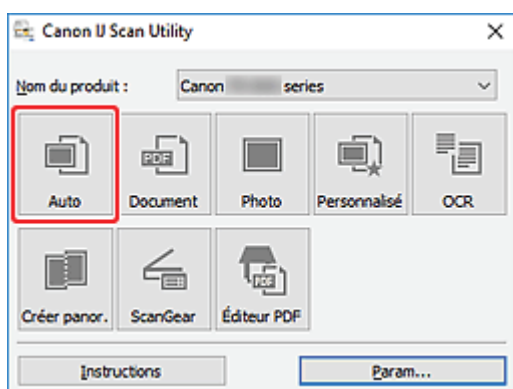 Canon IJ Scan Utility
Nom du produit : Canon series
Auto Document Photo Personnalisé OCR
PDF
Créer panor. ScanGear Éditeur PDF
PDF
Instructions Param...